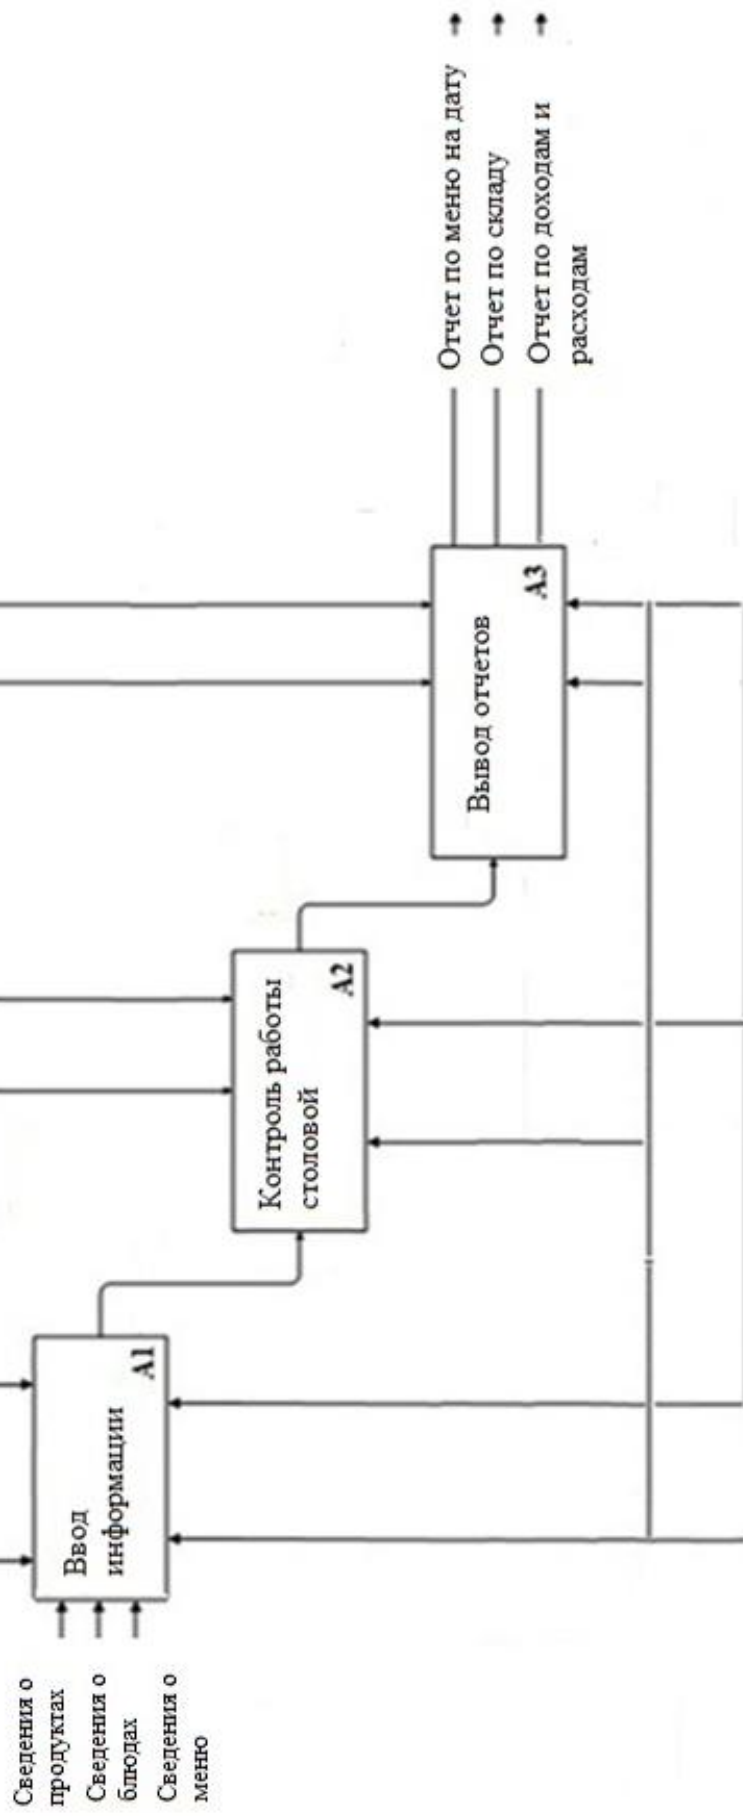 Сведения о
продуктах
Сведения о
блюдах
Сведения о
меню
Ввод
информации
A1
Контроль работы
столовой
A2
Вывод отчетов
A3
Отчет по меню на дату
Отчет по складу
Отчет по доходам и
расходам